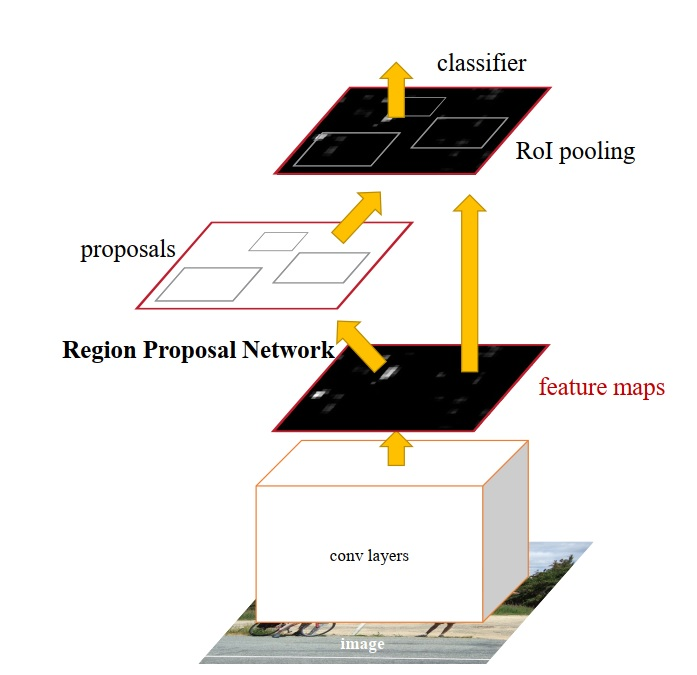 classifier
RoI pooling
proposals
Region Proposal Network
feature maps
conv layers
image